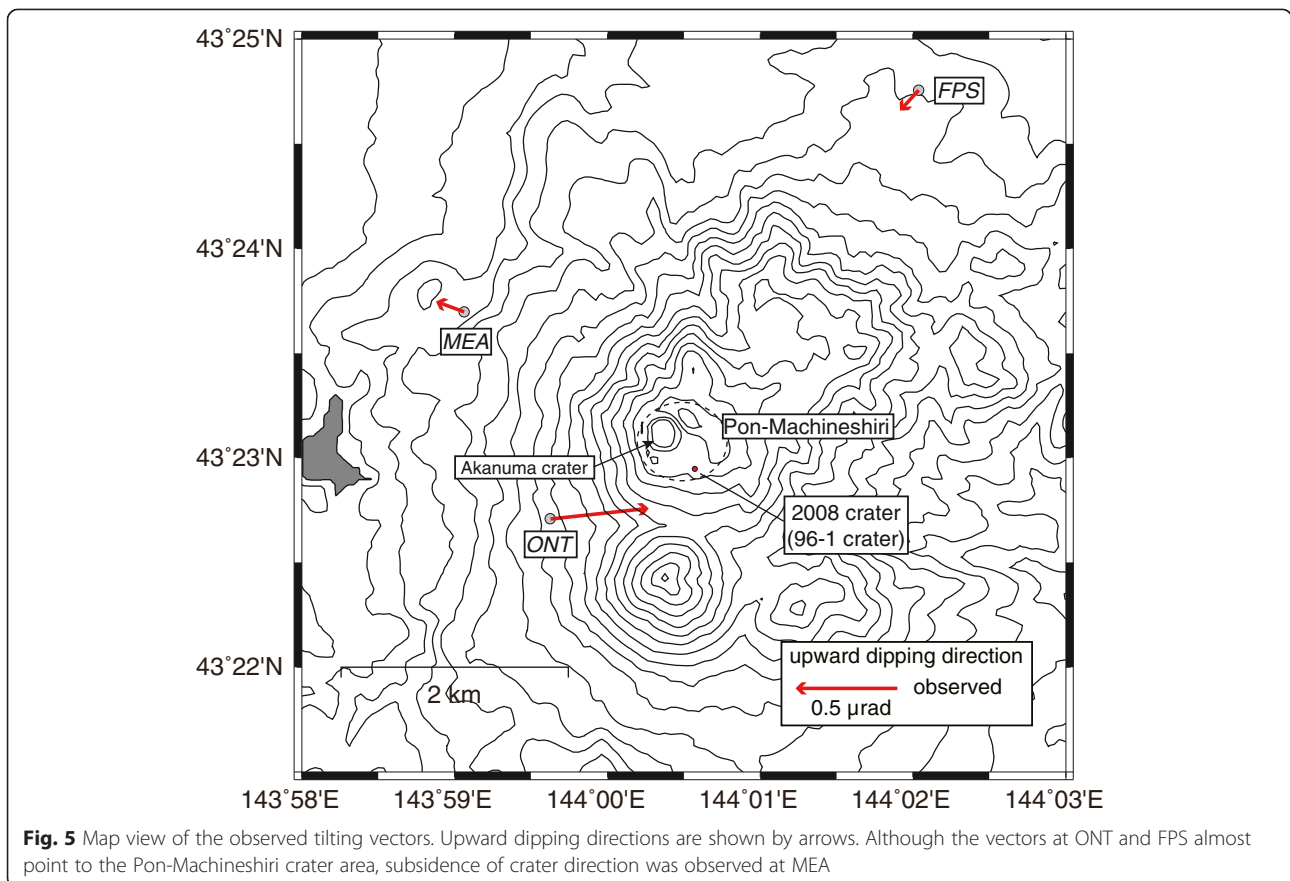 43°25'N
FPS
43°24'N
MEA
Pon-Machineshiri
43°23'N
Akanuma crater
2008 crater
(96-1 crater)
ONT
upward dipping direction
observed
0.5 μrad
43°22'N
2 km
143°58'E 143°59'E 144°00'E 144°01'E 144°02'E 144°03'E
Fig. 5 Map view of the observed tilting vectors. Upward dipping directions are shown by arrows. Although the vectors at ONT and FPS almost
point to the Pon-Machineshiri crater area, subsidence of crater direction was observed at MEA